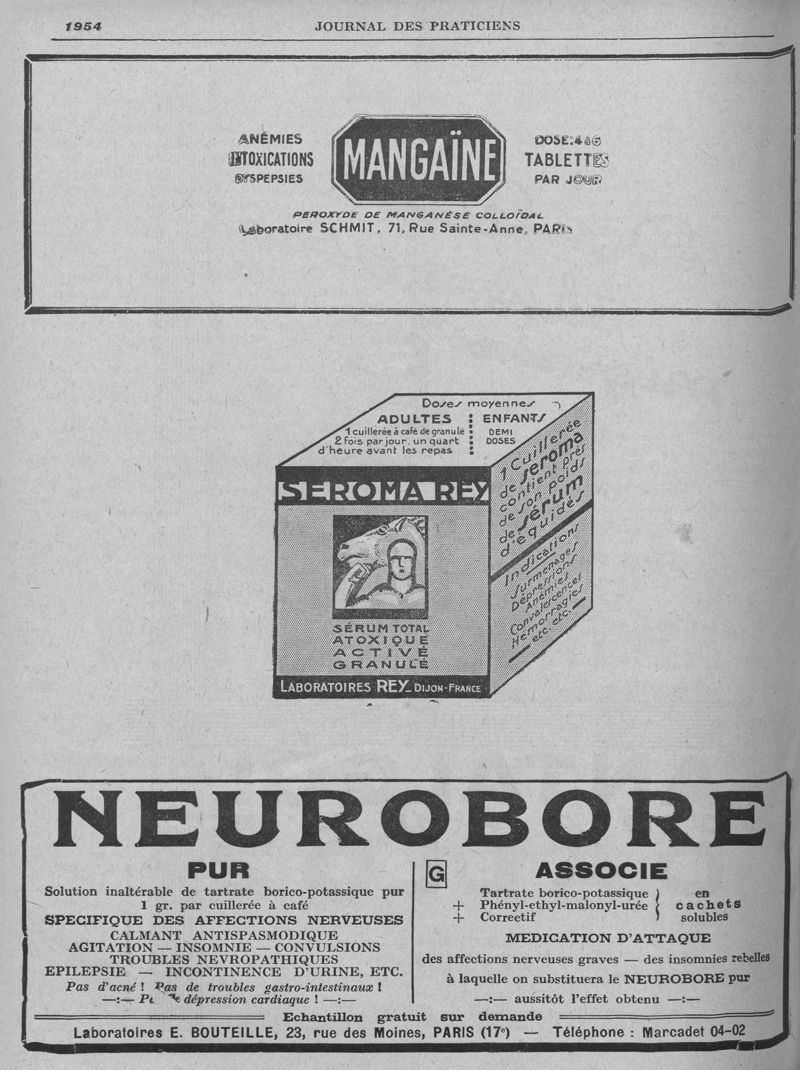 1954
JOURNAL DES PRATICIENS
ANÉMIES
INTOXICATIONS
DYSPEPSIES
MANGAÏNE
DOSE: 4 à 6
TABLETTES
PAR JOUR
PEROXYDE DE MANGANÈSE COLLOÏDAL
Laboratoire SCHMIT, 71, Rue Sainte-Anne, PARIS
Doses moyennes
ADULTES
1 cuillerée à café de granulé
2 fois par jour, un quart
d'heure avant les repas
ENFANTS
DEMI
DOSES
SEROMA REY
SÉRUM TOTAL
ATOXIQUE
ACTIVÉ
GRANULÉ
LABORATOIRES REY_ DIJON-FRANCE
1 Cuillerée
de seroma
contient près
de son poids
de sérum
d'équidés
Indications
Surmenages
Dépressions
Anémies
Convalescences
Hémorragies
etc. etc.
NEUROBORE
PUR
Solution inaltérable de tartrate borico-potassique pur
1 gr. par cuillerée à café
SPECIFIQUE DES AFFECTIONS NERVEUSES
CALMANT ANTISPASMODIQUE
AGITATION — INSOMNIE — CONVULSIONS
TROUBLES NEVROPATHIQUES
EPILEPSIE — INCONTINENCE D'URINE, ETC.
Pas d'acné ! Pas de troubles gastro-intestinaux !
—:— dépression cardiaque ! —:—
G
ASSOCIE
Tartrate borico-potassique
+ Phényl-ethyl-malonyl-urée
+ Correctif
en
cachets
solubles
MEDICATION D'ATTAQUE
des affections nerveuses graves — des insomnies rebelles
à laquelle on substituera le NEUROBORE pur
—:— aussitôt l'effet obtenu —:—
Echantillon gratuit sur demande
Laboratoires E. BOUTEILLE, 23, rue des Moines, PARIS (17e) — Téléphone : Marcadet 04-02